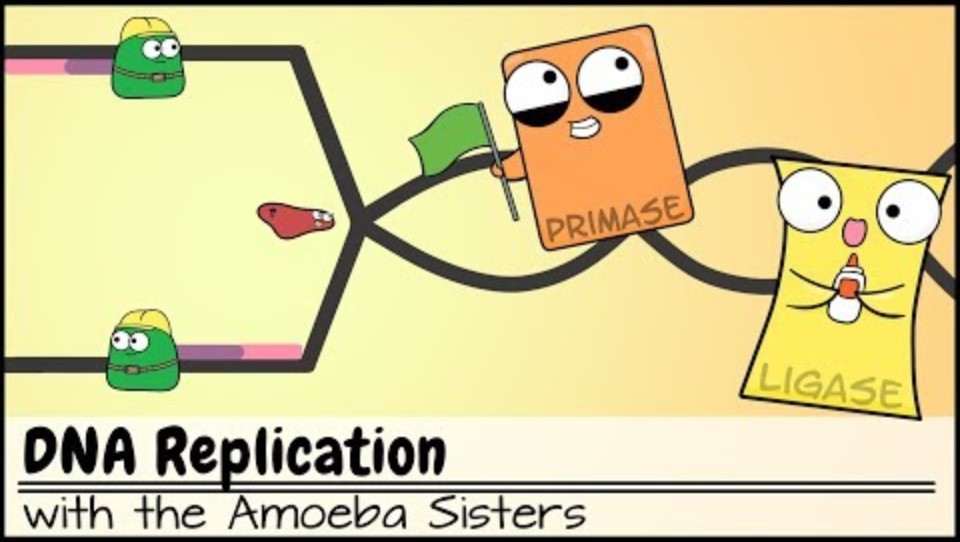 PRIMASE
LIGASE
DNA Replication
with the Amoeba Sisters